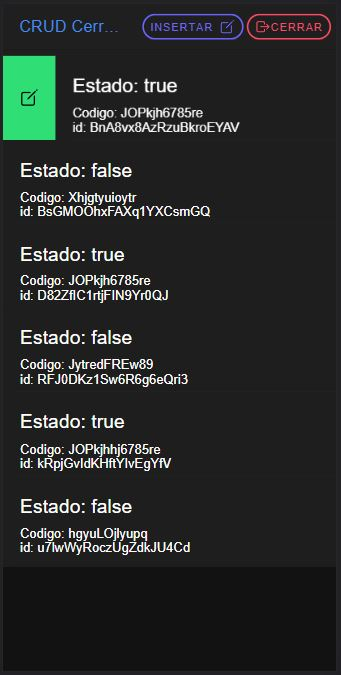 CRUD Cerr...
INSERTAR
CERRAR
Estado: true
Codigo: JOPkjh6785re
id: BnA8vx8AzRzuBkroEYAV
Estado: false
Codigo: Xhjgtyuioytr
id: BsGMOOhxFAXq1YXCsmGQ
Estado: true
Codigo: JOPkjh6785re
id: D82ZflC1rtjFlN9Yr0QJ
Estado: false
Codigo: JytredFREw89
id: RFJ0DKz1Sw6R6g6eQri3
Estado: true
Codigo: JOPkjhhj6785re
id: kRpjGvIdKHftYlvEgYfV
Estado: false
Codigo: hgyuLOjlyupq
id: u7lwWyRoczUgZdkJU4Cd